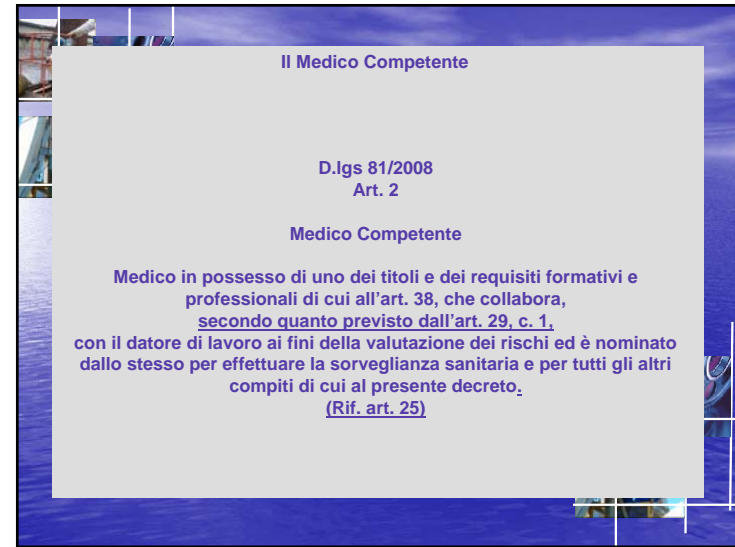 Il Medico Competente
D.lgs 81/2008
Art. 2
Medico Competente
Medico in possesso di uno dei titoli e dei requisiti formativi e
professionali di cui all'art. 38, che collabora,
secondo quanto previsto dall'art. 29, c. 1,
con il datore di lavoro ai fini della valutazione dei rischi ed è nominato
dallo stesso per effettuare la sorveglianza sanitaria e per tutti gli altri
compiti di cui al presente decreto.
(Rif. art. 25)